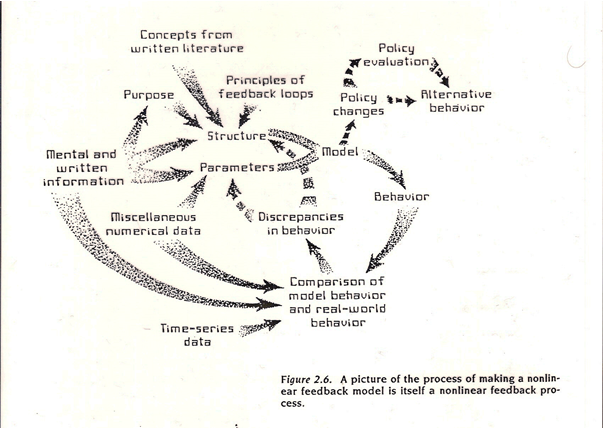 Concepts from
written literature
Policy
evaluation
Purpose
Principles of
feedback loops
Policy
changes
Alternative
behavior
Structure
Model
Mental and
written
information
Parameters
Behavior
Miscellaneous
numerical data
Discrepancies
in behavior
Comparison of
model behavior
and real-world
behavior
Time-series
data
Figure 2.6. A picture of the process of making a nonlin-
ear feedback model is itself a nonlinear feedback pro-
cess.